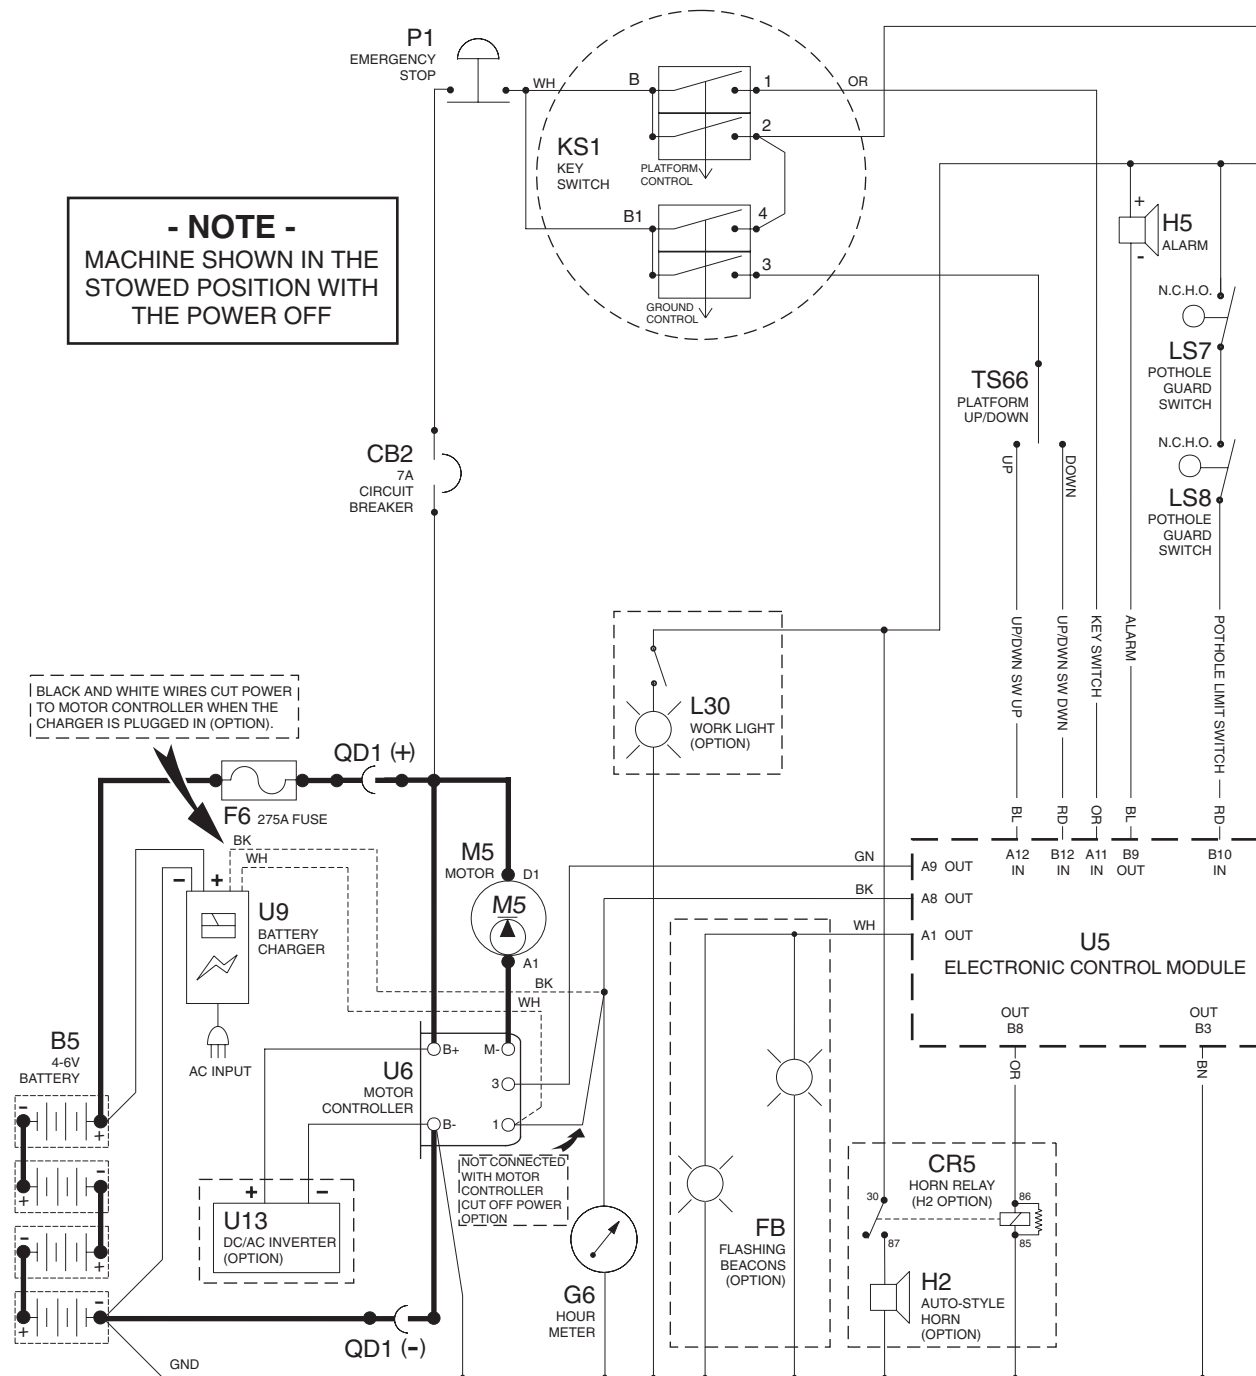 P1
EMERGENCY
STOP
WH
B
1
OR
2
KS1
KEY
SWITCH
PLATFORM
CONTROL
B1
4
3
GROUND
CONTROL
- NOTE -
MACHINE SHOWN IN THE
STOWED POSITION WITH
THE POWER OFF
+
H5
ALARM
-
N.C.H.O.
LS7
POTHOLE
GUARD
SWITCH
TS66
PLATFORM
UP/DOWN
UP
DOWN
N.C.H.O.
LS8
POTHOLE
GUARD
SWITCH
CB2
7A
CIRCUIT
BREAKER
UP/DWN SW UP
UP/DWN SW DWN
KEY SWITCH
ALARM
POTHOLE LIMIT SWITCH
BL
RD
OR
BL
RD
L30
WORK LIGHT
(OPTION)
BLACK AND WHITE WIRES CUT POWER
TO MOTOR CONTROLLER WHEN THE
CHARGER IS PLUGGED IN (OPTION).
QD1 (+)
F6 275A FUSE
BK
WH
- +
U9
BATTERY
CHARGER
AC INPUT
M5
MOTOR
D1
M5
A1
BK
WH
GN
BK
WH
A9 OUT
A8 OUT
A1 OUT
A12
IN
B12
IN
A11
IN
B9
OUT
B10
IN
U5
ELECTRONIC CONTROL MODULE
OUT
B8
OUT
B3
OR
BN
B5
4-6V
BATTERY
-
+
-
+
-
+
-
+
U6
MOTOR
CONTROLLER
B+
M-
3
B-
1
NOT CONNECTED
WITH MOTOR
CONTROLLER
CUT OFF POWER
OPTION
+ -
U13
DC/AC INVERTER
(OPTION)
G6
HOUR
METER
FB
FLASHING
BEACONS
(OPTION)
CR5
HORN RELAY
(H2 OPTION)
30
86
87
85
H2
AUTO-STYLE
HORN
(OPTION)
QD1 (-)
GND